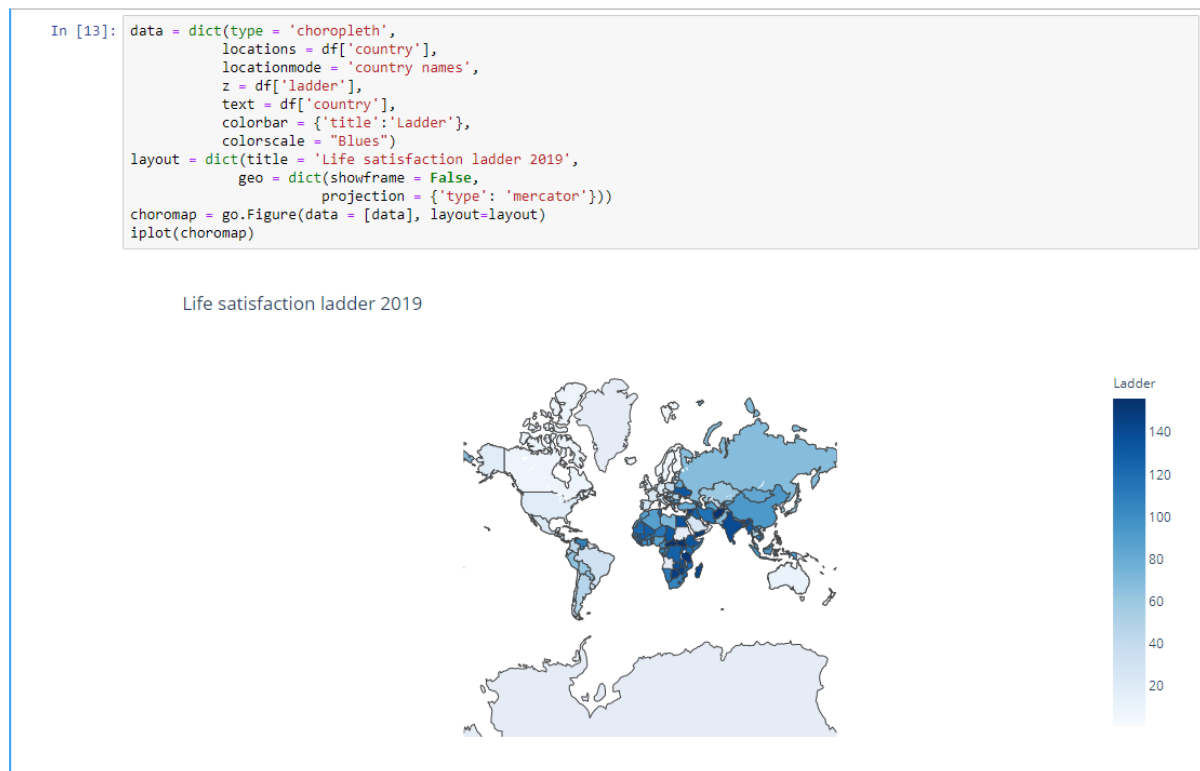 In [13]: data = dict(type = 'choropleth',
locations = df['country'],
locationmode = 'country names',
z = df['ladder'],
text = df['country'],
colorbar = {'title':'Ladder'},
colorscale = "Blues")
layout = dict(title = 'Life satisfaction ladder 2019',
geo = dict(showframe = False,
projection = {'type': 'mercator'}))
choromap = go.Figure(data = [data], layout=layout)
iplot(choromap)
Life satisfaction ladder 2019
Ladder
140
120
100
80
60
40
20